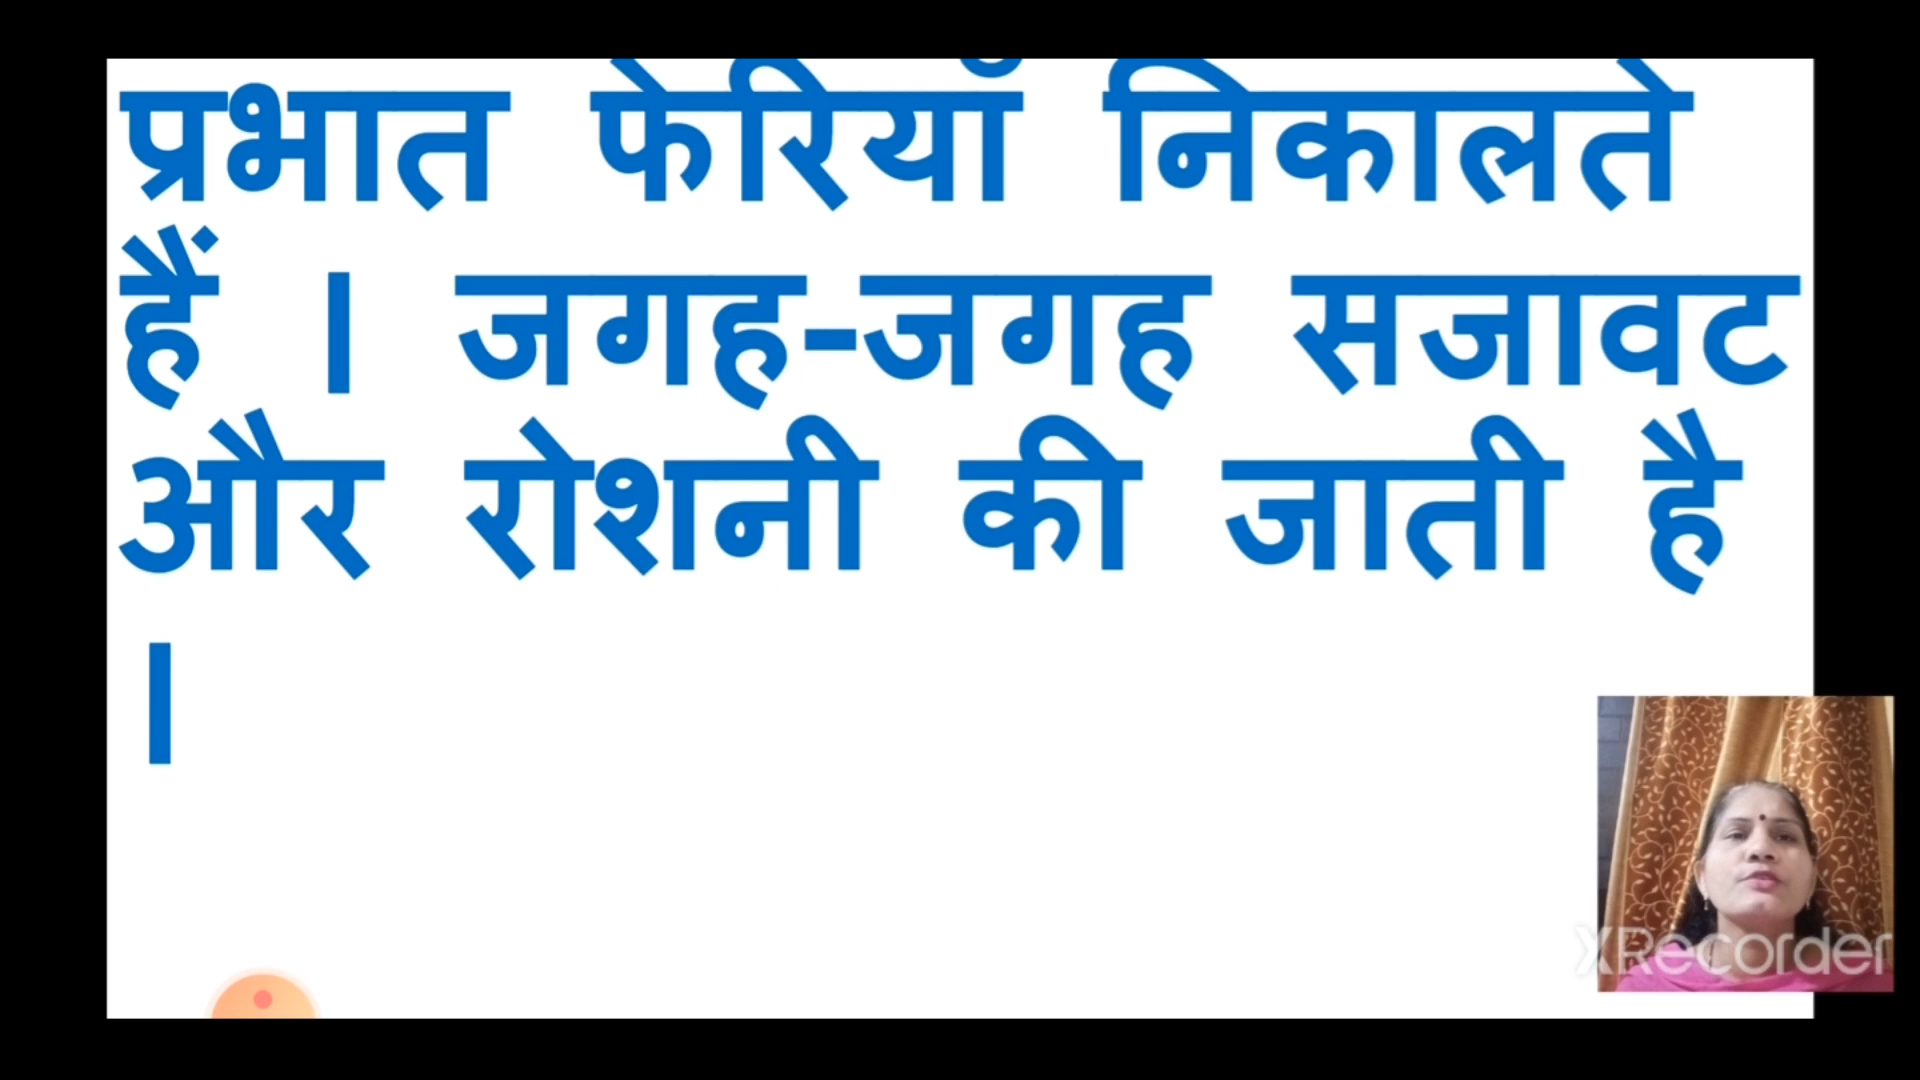 प्रभात फेरियाँ निकालते
हैं । जगह-जगह सजावट
और रोशनी की जाती है
।
XRecorder